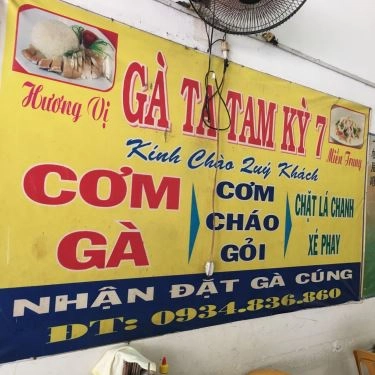 GÀ TA TAM KỲ 7
Hương Vị
Miền Trung
Kính Chào Quý Khách
CƠM
GÀ
CƠM
CHÁO
GỎI
CHẶT LÁ CHANH
XÉ PHAY
NHẬN ĐẶT GÀ CÚNG
ĐT: 0934.836.860